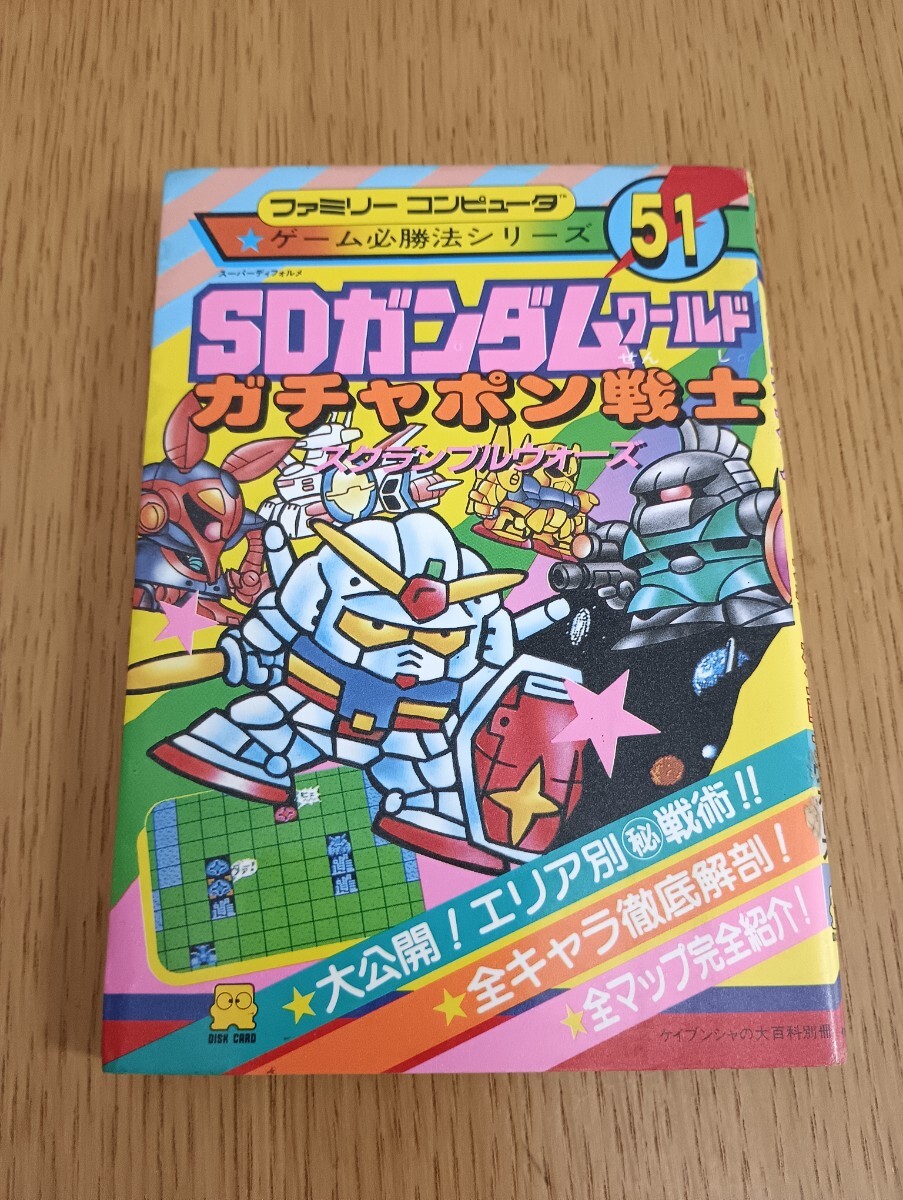 ファミリー コンピュータ™
ゲーム必勝法シリーズ
51
スーパーディフォルメ
SDガンダムワールド
せんし
ガチャポン戦士
スクランブルウォーズ
大公開!エリア別㊙戦術!!
全キャラ徹底解剖!
全マップ完全紹介!
DISK CARD
ケイブンシャの大百科別冊